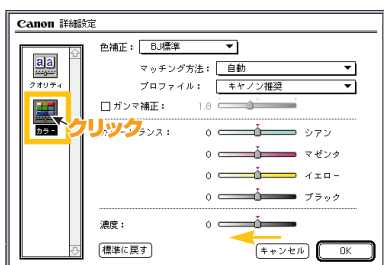 Canon 詳細設定
色補正： BJ標準
マッチング方法： 自動
プロファイル： キヤノン推奨
クオリティ
ガンマ補正： 1.8
カラー
クリック
ランス： 0 シアン
0 マゼンタ
0 イエロー
0 ブラック
濃度： 0
標準に戻す キャンセル OK